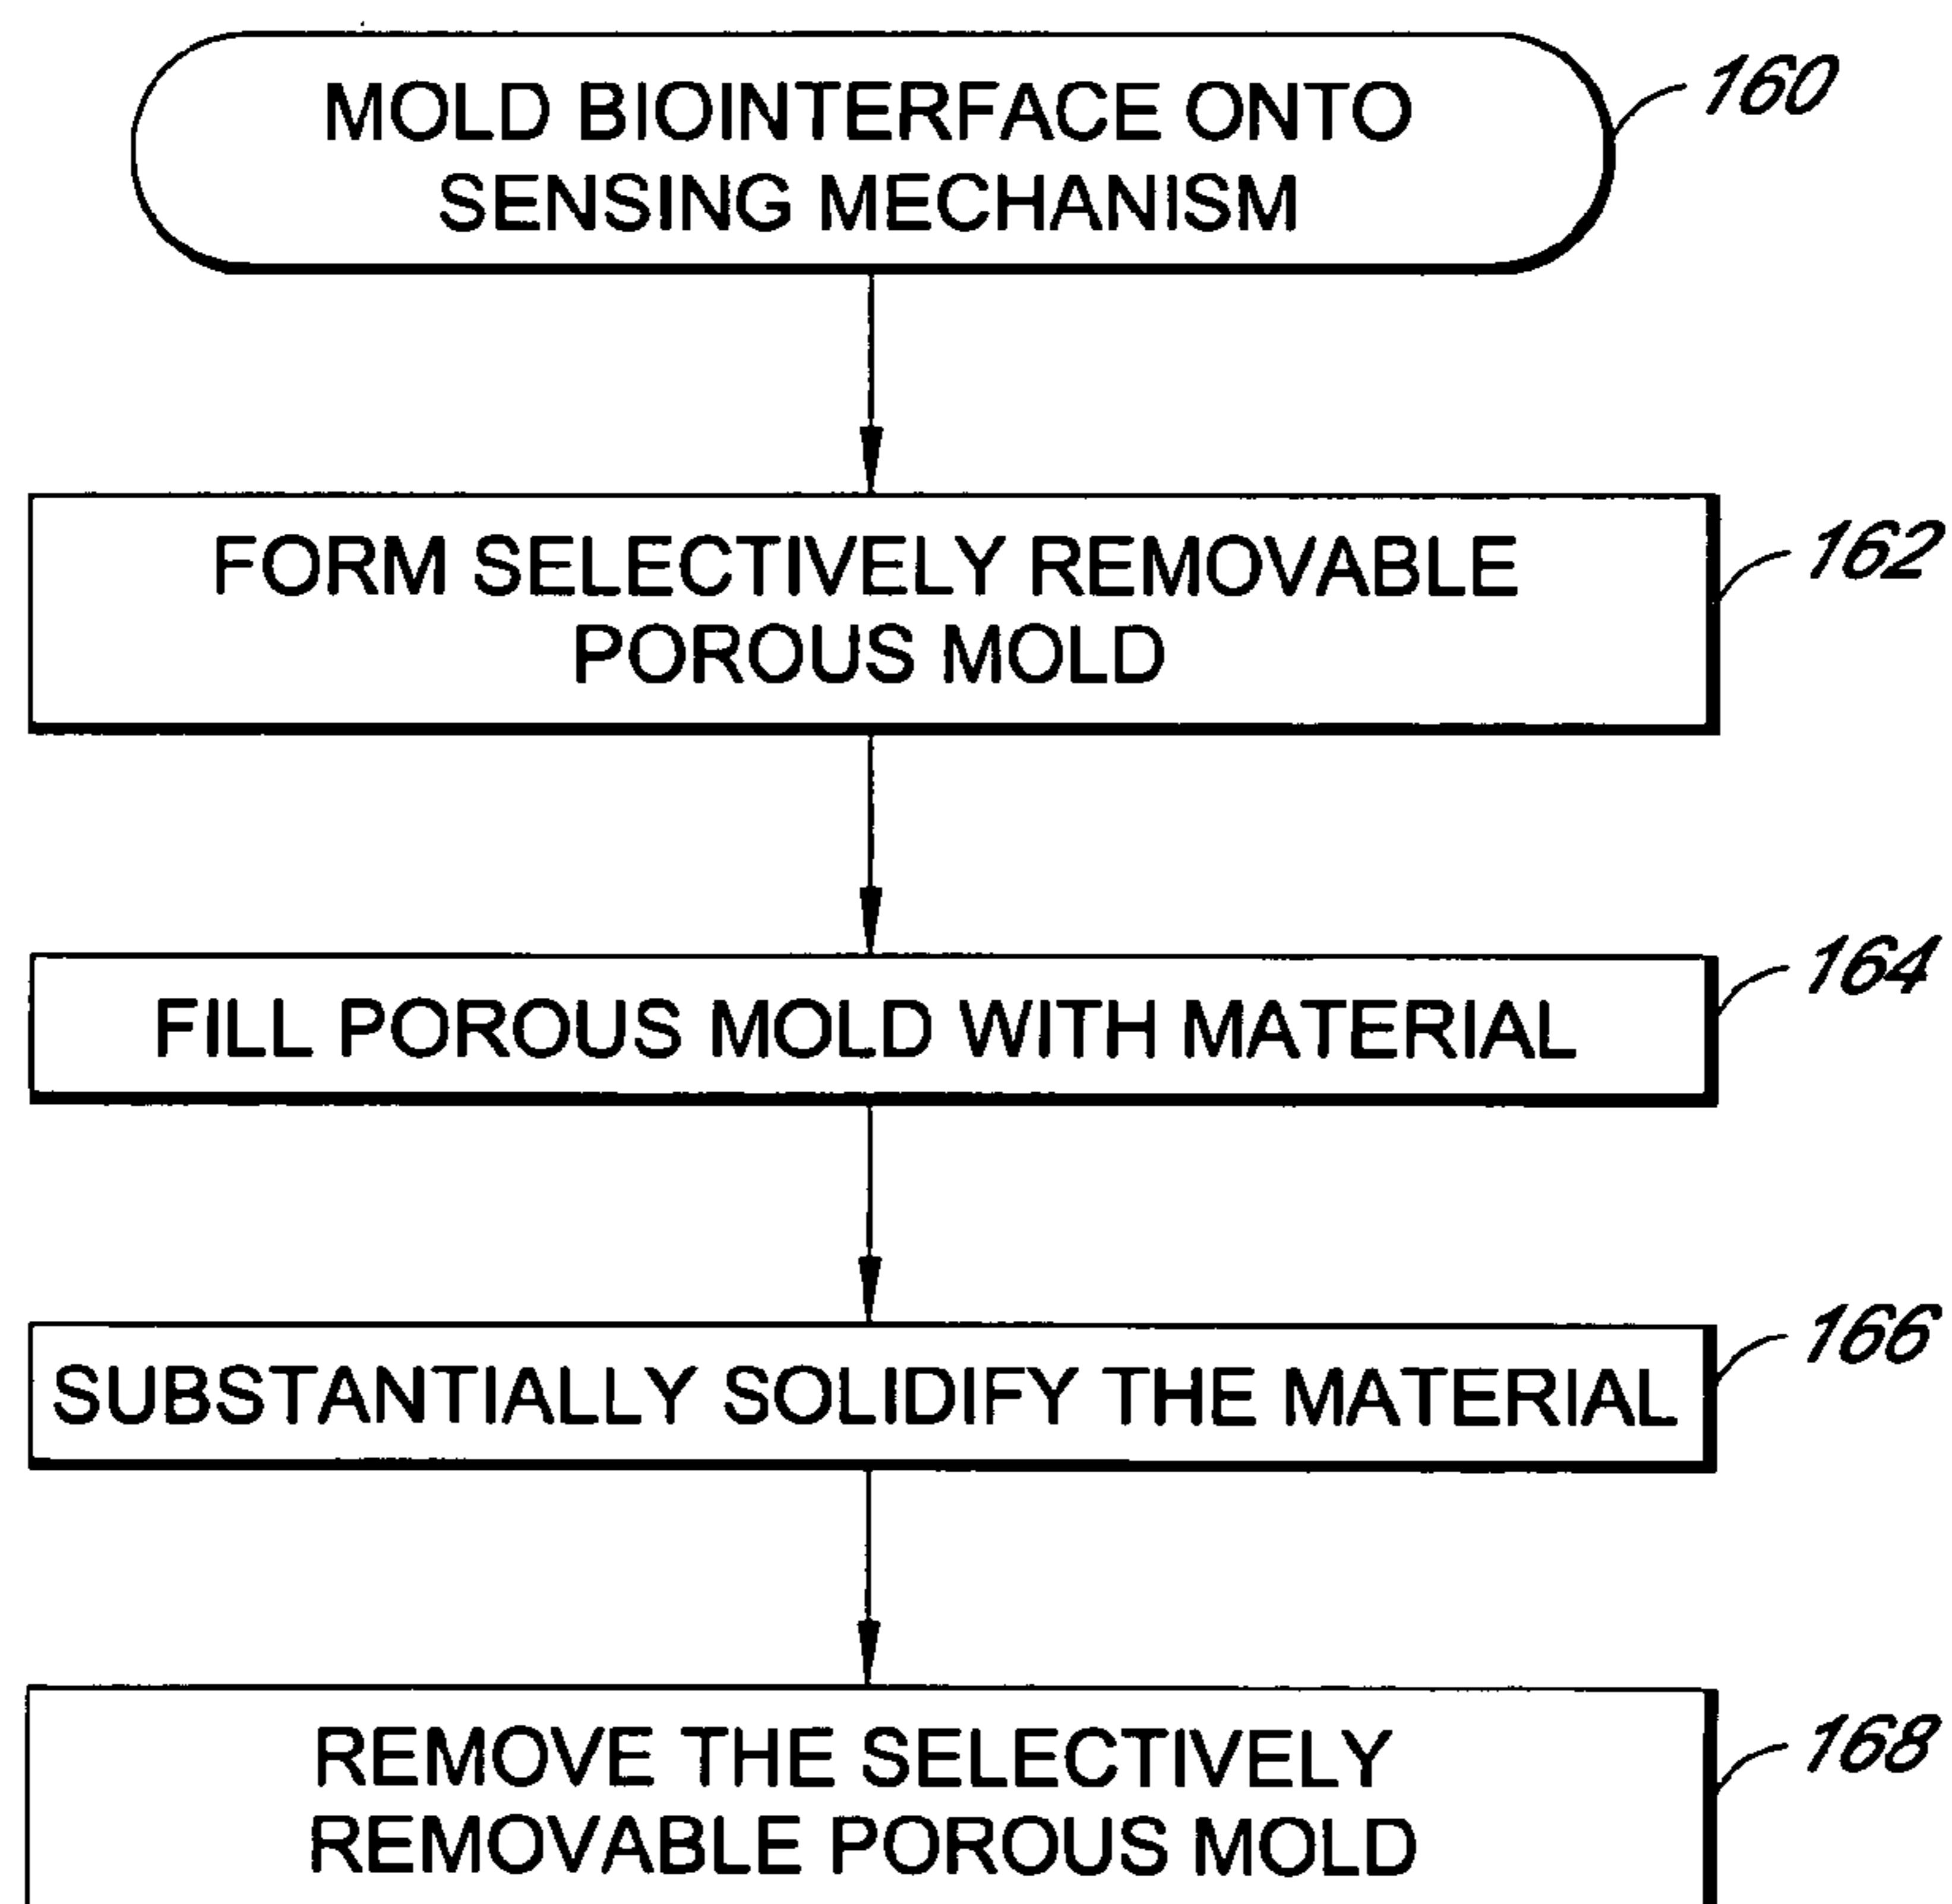 MOLD BIOINTERFACE ONTO
SENSING MECHANISM
160
FORM SELECTIVELY REMOVABLE
POROUS MOLD
162
FILL POROUS MOLD WITH MATERIAL
164
SUBSTANTIALLY SOLIDIFY THE MATERIAL
166
REMOVE THE SELECTIVELY
REMOVABLE POROUS MOLD
168